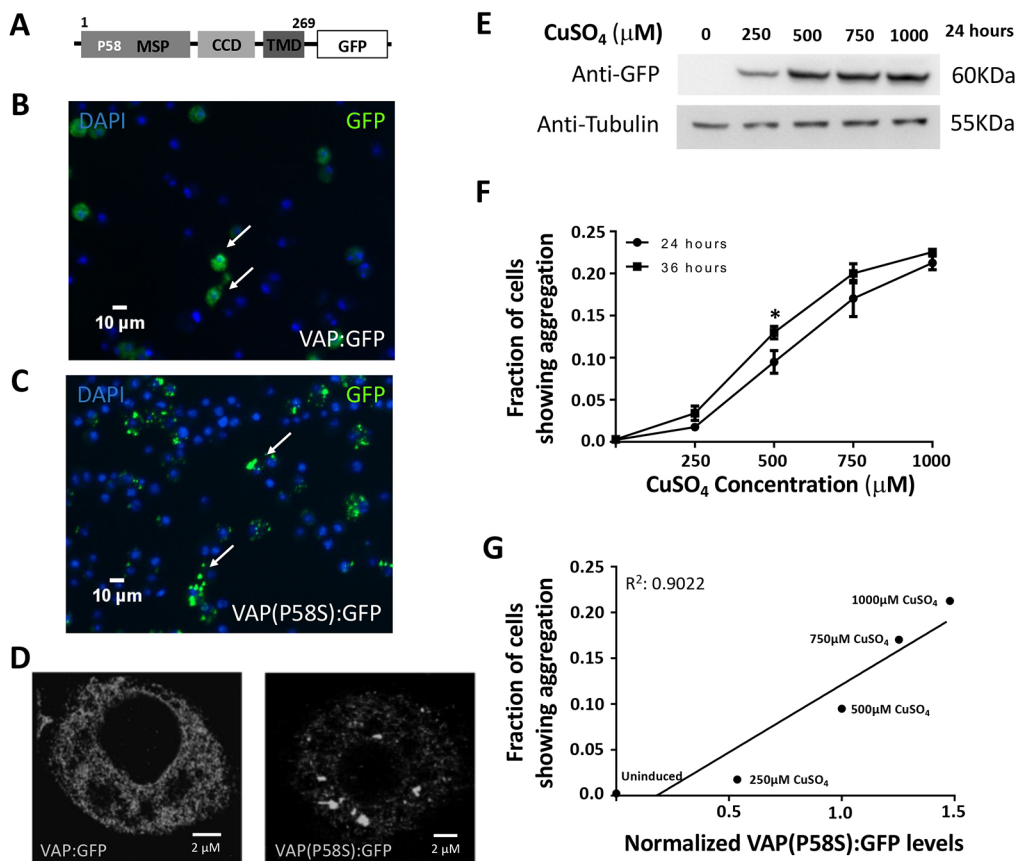 A
1
269
P58 MSP
CCD
TMD
GFP
B
DAPI
GFP
10 µm
VAP:GFP
C
DAPI
GFP
10 µm
VAP(P58S):GFP
D
VAP:GFP
2 µM
VAP(P58S):GFP
2 µM
E
CuSO4 (µM)
0 250 500 750 1000
24 hours
Anti-GFP
60KDa
Anti-Tubulin
55KDa
F
Fraction of cells
showing aggregation
0.25
0.20
0.15
0.10
0.05
0.0
24 hours
36 hours
*
250 500 750 1000
CuSO4 Concentration (µM)
G
Fraction of cells
showing aggregation
0.25
0.20
0.15
0.10
0.05
0.00
R2: 0.9022
1000µM CuSO4
750µM CuSO4
500µM CuSO4
250µM CuSO4
Uninduced
0.5 1.0 1.5
Normalized VAP(P58S):GFP levels